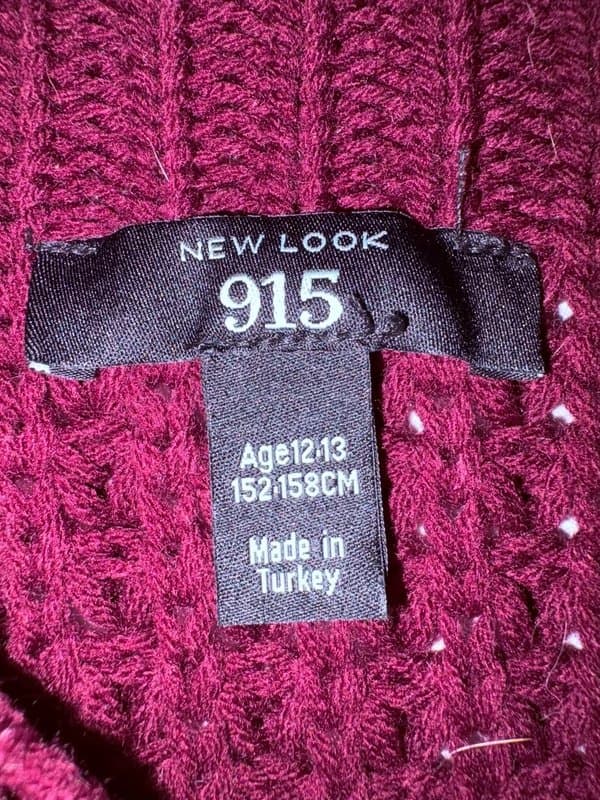 NEW LOOK
915
Age12-13
152-158CM
Made in
Turkey